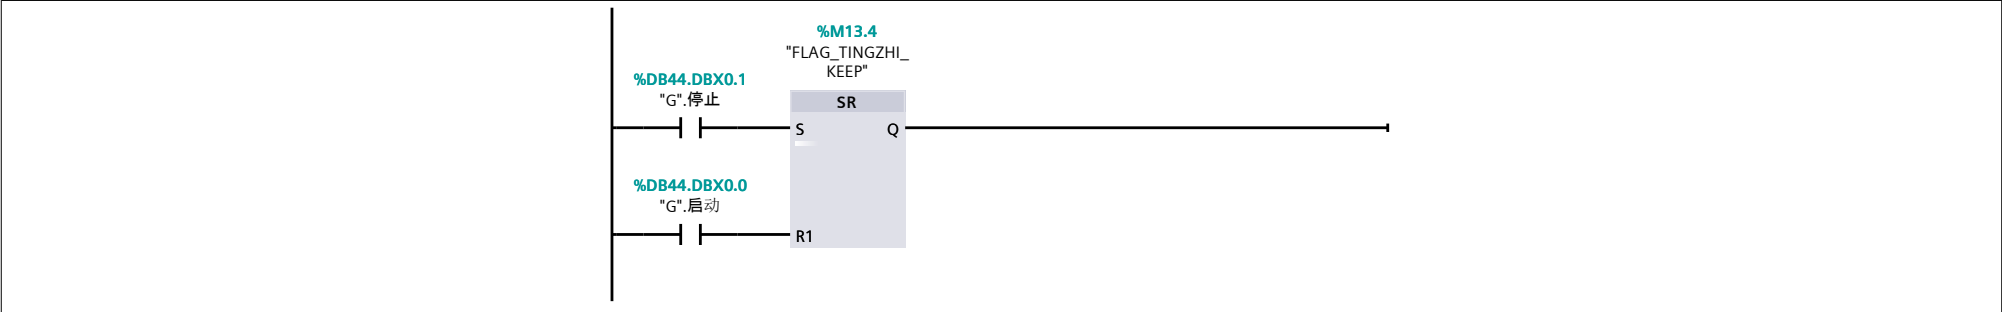 %M13.4
"FLAG_TINGZHI_
KEEP"
%DB44.DBX0.1
"G".停止
SR
S
Q
%DB44.DBX0.0
"G".启动
R1